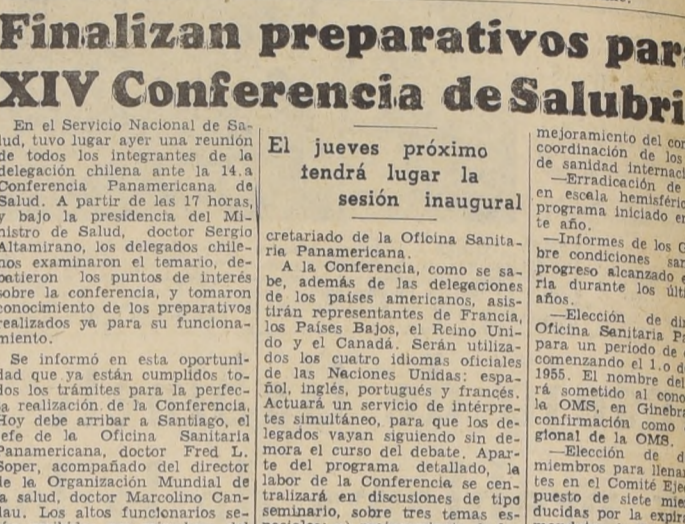 Finalizan preparativos par
XIV Conferencia de Salubri
En el Servicio Nacional de Sa-
lud, tuvo lugar ayer una reunión
de todos los integrantes de la
delegación chilena ante la 14.a
Conferencia Panamericana de
Salud. A partir de las 17 horas,
y bajo la presidencia del Mi-
nistro de Salud, doctor Sergio
Altamirano, los delegados chile-
nos examinaron el temario, de-
batieron los puntos de interés
sobre la conferencia, y tomaron
conocimiento de los preparativos
realizados ya para su funciona-
miento.
Se informó en esta oportuni-
dad que ya están cumplidos to-
dos los trámites para la perfec-
a realización de la Conferencia.
Hoy debe arribar a Santiago, el
efe de la Oficina Sanitaria
Panamericana, doctor Fred L.
Soper, acompañado del director
de la Organización Mundial de
a salud, doctor Marcolino Can-
dau. Los altos funcionarios se-
El jueves próximo
tendrá lugar la
sesión inaugural
cretariado de la Oficina Sanita-
ria Panamericana.
A la Conferencia, como se sa-
be, además de las delegaciones
de los países americanos, asis-
tirán representantes de Francia,
los Países Bajos, el Reino Uni-
do y el Canadá. Serán utiliza-
dos los cuatro idiomas oficiales
de las Naciones Unidas: espa-
ñol, inglés, portugués y francés.
Actuará un servicio de intérpre-
tes simultáneo, para que los de-
legados vayan siguiendo sin de-
mora el curso del debate. Apar-
te del programa detallado, la
labor de la Conferencia se cen-
tralizará en discusiones de tipo
seminario, sobre tres temas es-
mejoramiento del con
coordinación de los
de sanidad internaci
—Erradicación de
en escala hemisféric
programa iniciado en
te año.
—Informes de los G
bre condiciones san
progreso alcanzado e
ria durante los últi
años.
—Elección de di
Oficina Sanitaria P
para un período de
comenzando el 1.o d
1955. El nombre del
rá sometido al cono
la OMS, en Ginebra
confirmación como
gional de la OMS.
—Elección de
miembros para llena
tes en el Comité Eje
puesto de siete mie
ducidas por la expir